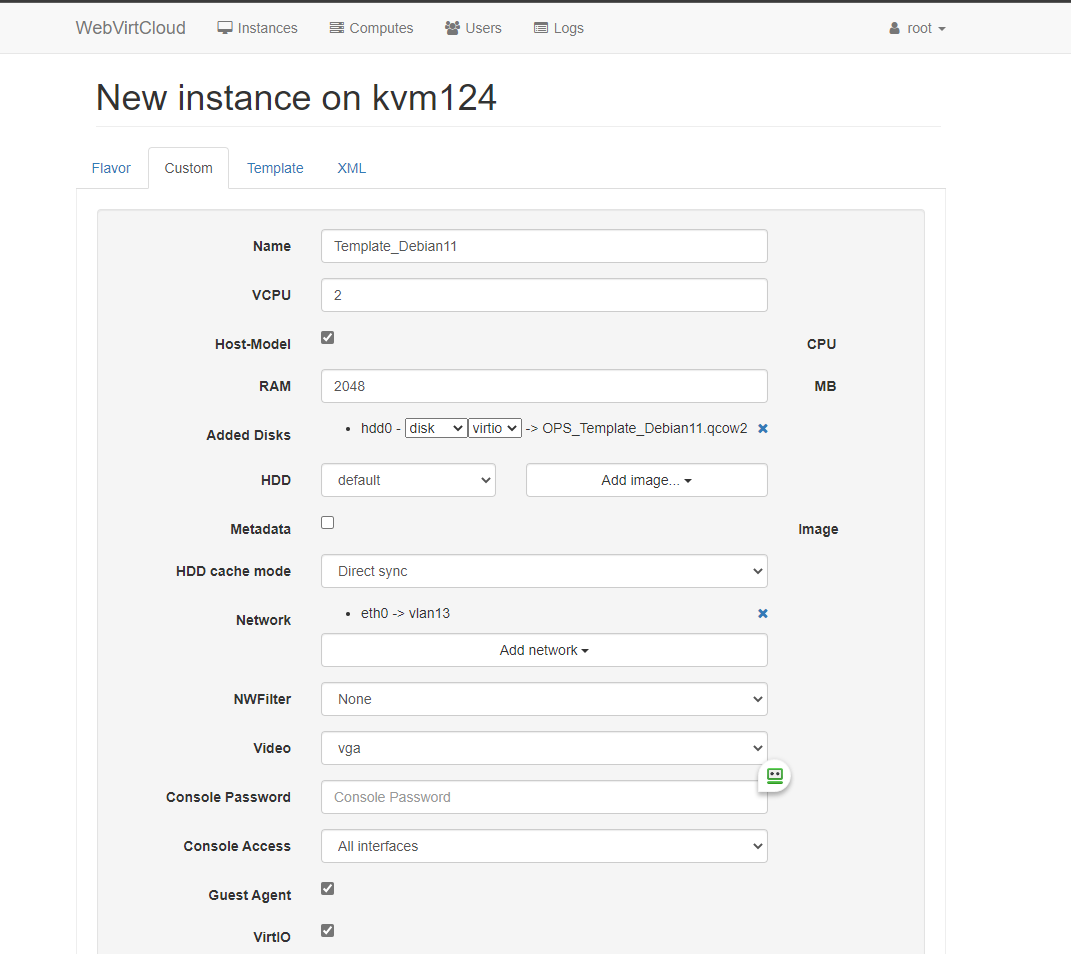 WebVirtCloud Instances Computes Users Logs root
New instance on kvm124
Flavor Custom Template XML
Name Template_Debian11
VCPU 2
Host-Model CPU
RAM 2048 MB
Added Disks hdd0 - disk virtio -> OPS_Template_Debian11.qcow2
HDD default Add image...
Metadata Image
HDD cache mode Direct sync
Network eth0 -> vlan13
Add network
NWFilter None
Video vga
Console Password Console Password
Console Access All interfaces
Guest Agent
VirtIO